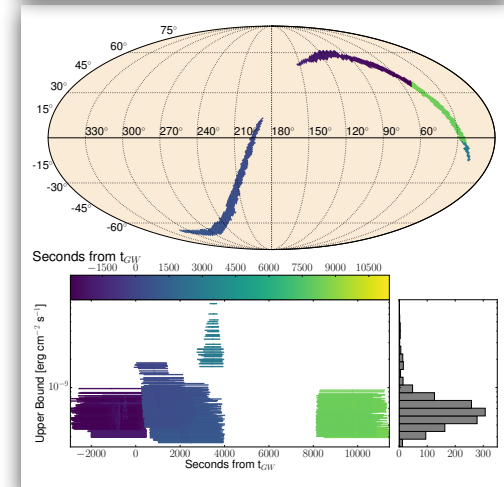 75°
60°
45°
30°
15°
330° 300° 270° 240° 210° 180° 150° 120° 90° 60°
-15°
-30°
-45°
-60°
Seconds from t_GW
−1500 0 1500 3000 4500 6000 7500 9000 10500
Upper Bound [erg cm⁻² s⁻¹]
10⁻⁹
−2000 0 2000 4000 6000 8000 10000
Seconds from t_GW
0 100 200 300